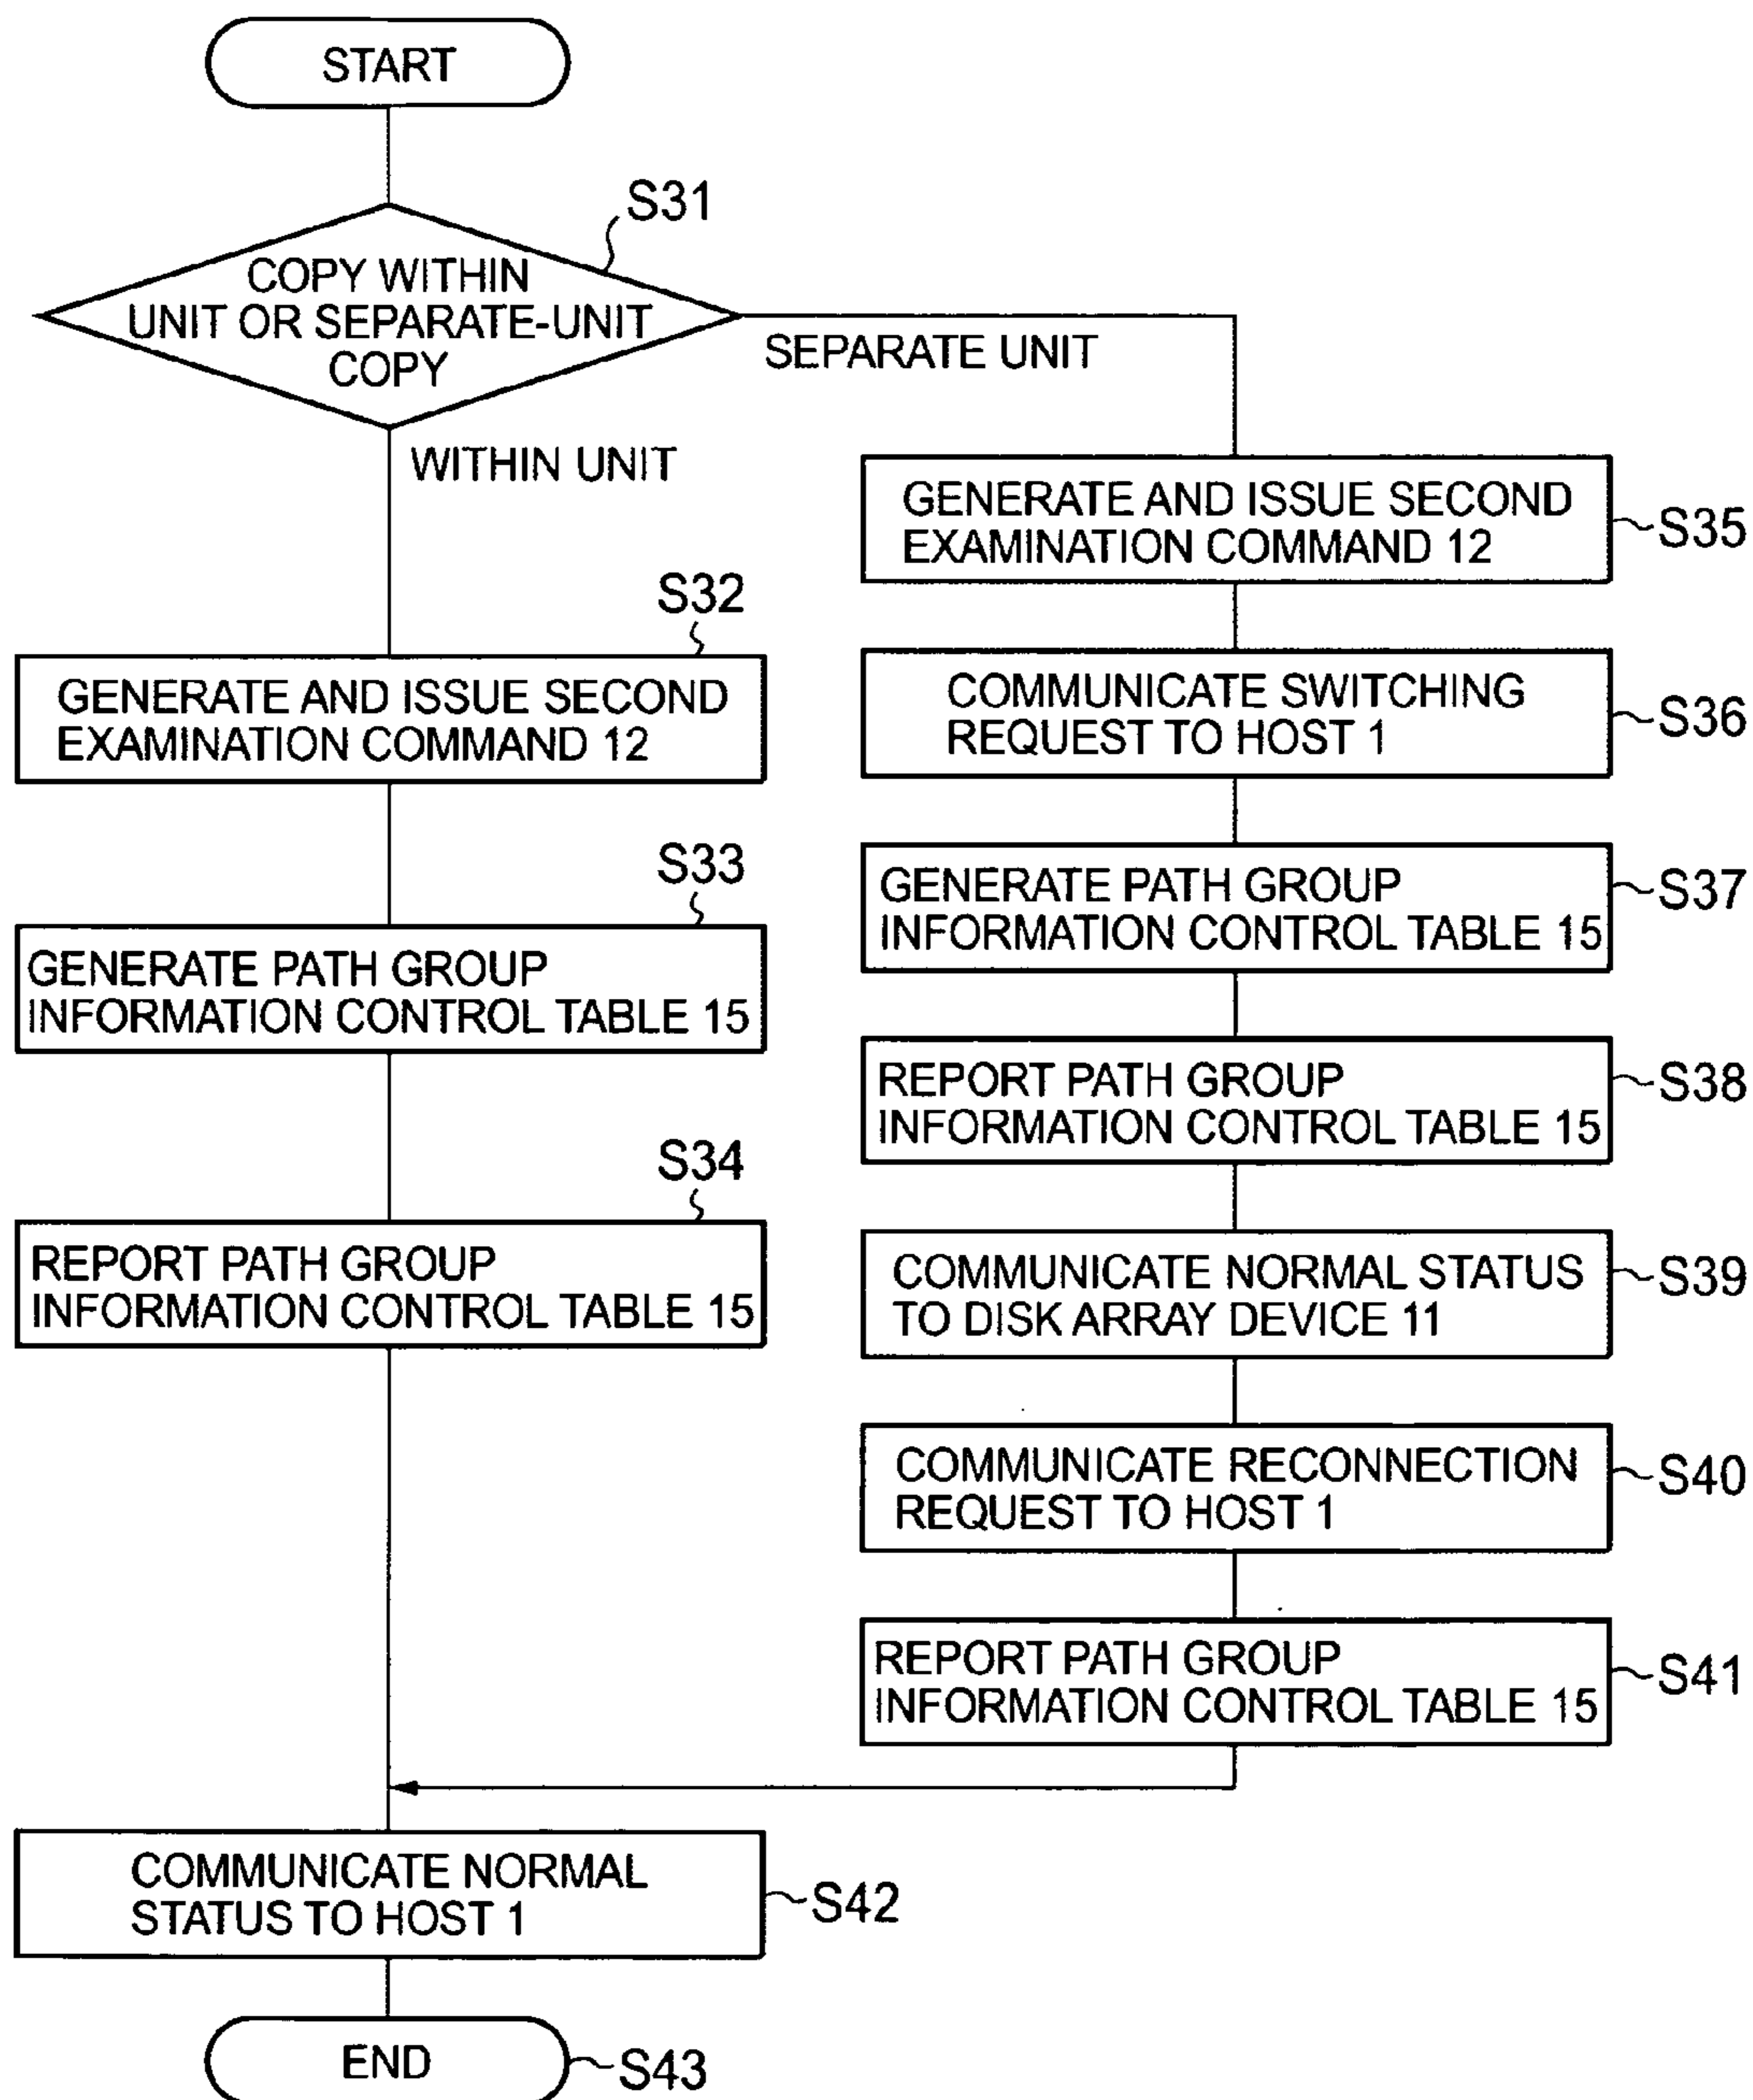 START
S31
COPY WITHIN
UNIT OR SEPARATE-UNIT
COPY
SEPARATE UNIT
WITHIN UNIT
S32
GENERATE AND ISSUE SECOND
EXAMINATION COMMAND 12
S33
GENERATE PATH GROUP
INFORMATION CONTROL TABLE 15
S34
REPORT PATH GROUP
INFORMATION CONTROL TABLE 15
GENERATE AND ISSUE SECOND
EXAMINATION COMMAND 12
S35
COMMUNICATE SWITCHING
REQUEST TO HOST 1
S36
GENERATE PATH GROUP
INFORMATION CONTROL TABLE 15
S37
REPORT PATH GROUP
INFORMATION CONTROL TABLE 15
S38
COMMUNICATE NORMAL STATUS
TO DISK ARRAY DEVICE 11
S39
COMMUNICATE RECONNECTION
REQUEST TO HOST 1
S40
REPORT PATH GROUP
INFORMATION CONTROL TABLE 15
S41
COMMUNICATE NORMAL
STATUS TO HOST 1
S42
END
S43